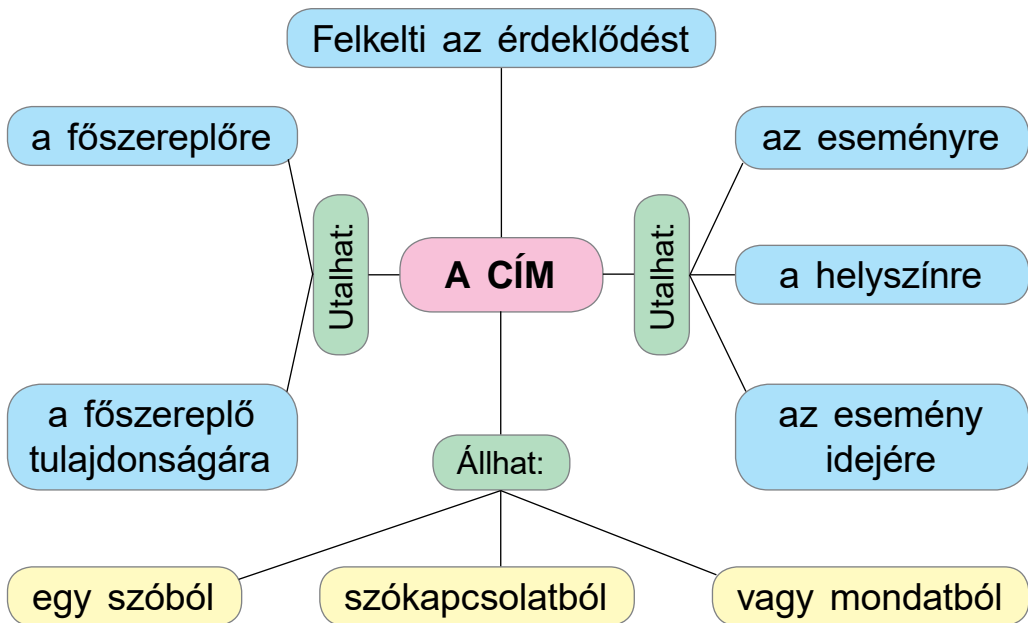 Felkelti az érdeklődést
a főszereplőre
az eseményre
Utalhat:
A CÍM
Utalhat:
a helyszínre
a főszereplő
tulajdonságára
az esemény
idejére
Állhat:
egy szóból
szókapcsolatból
vagy mondatból